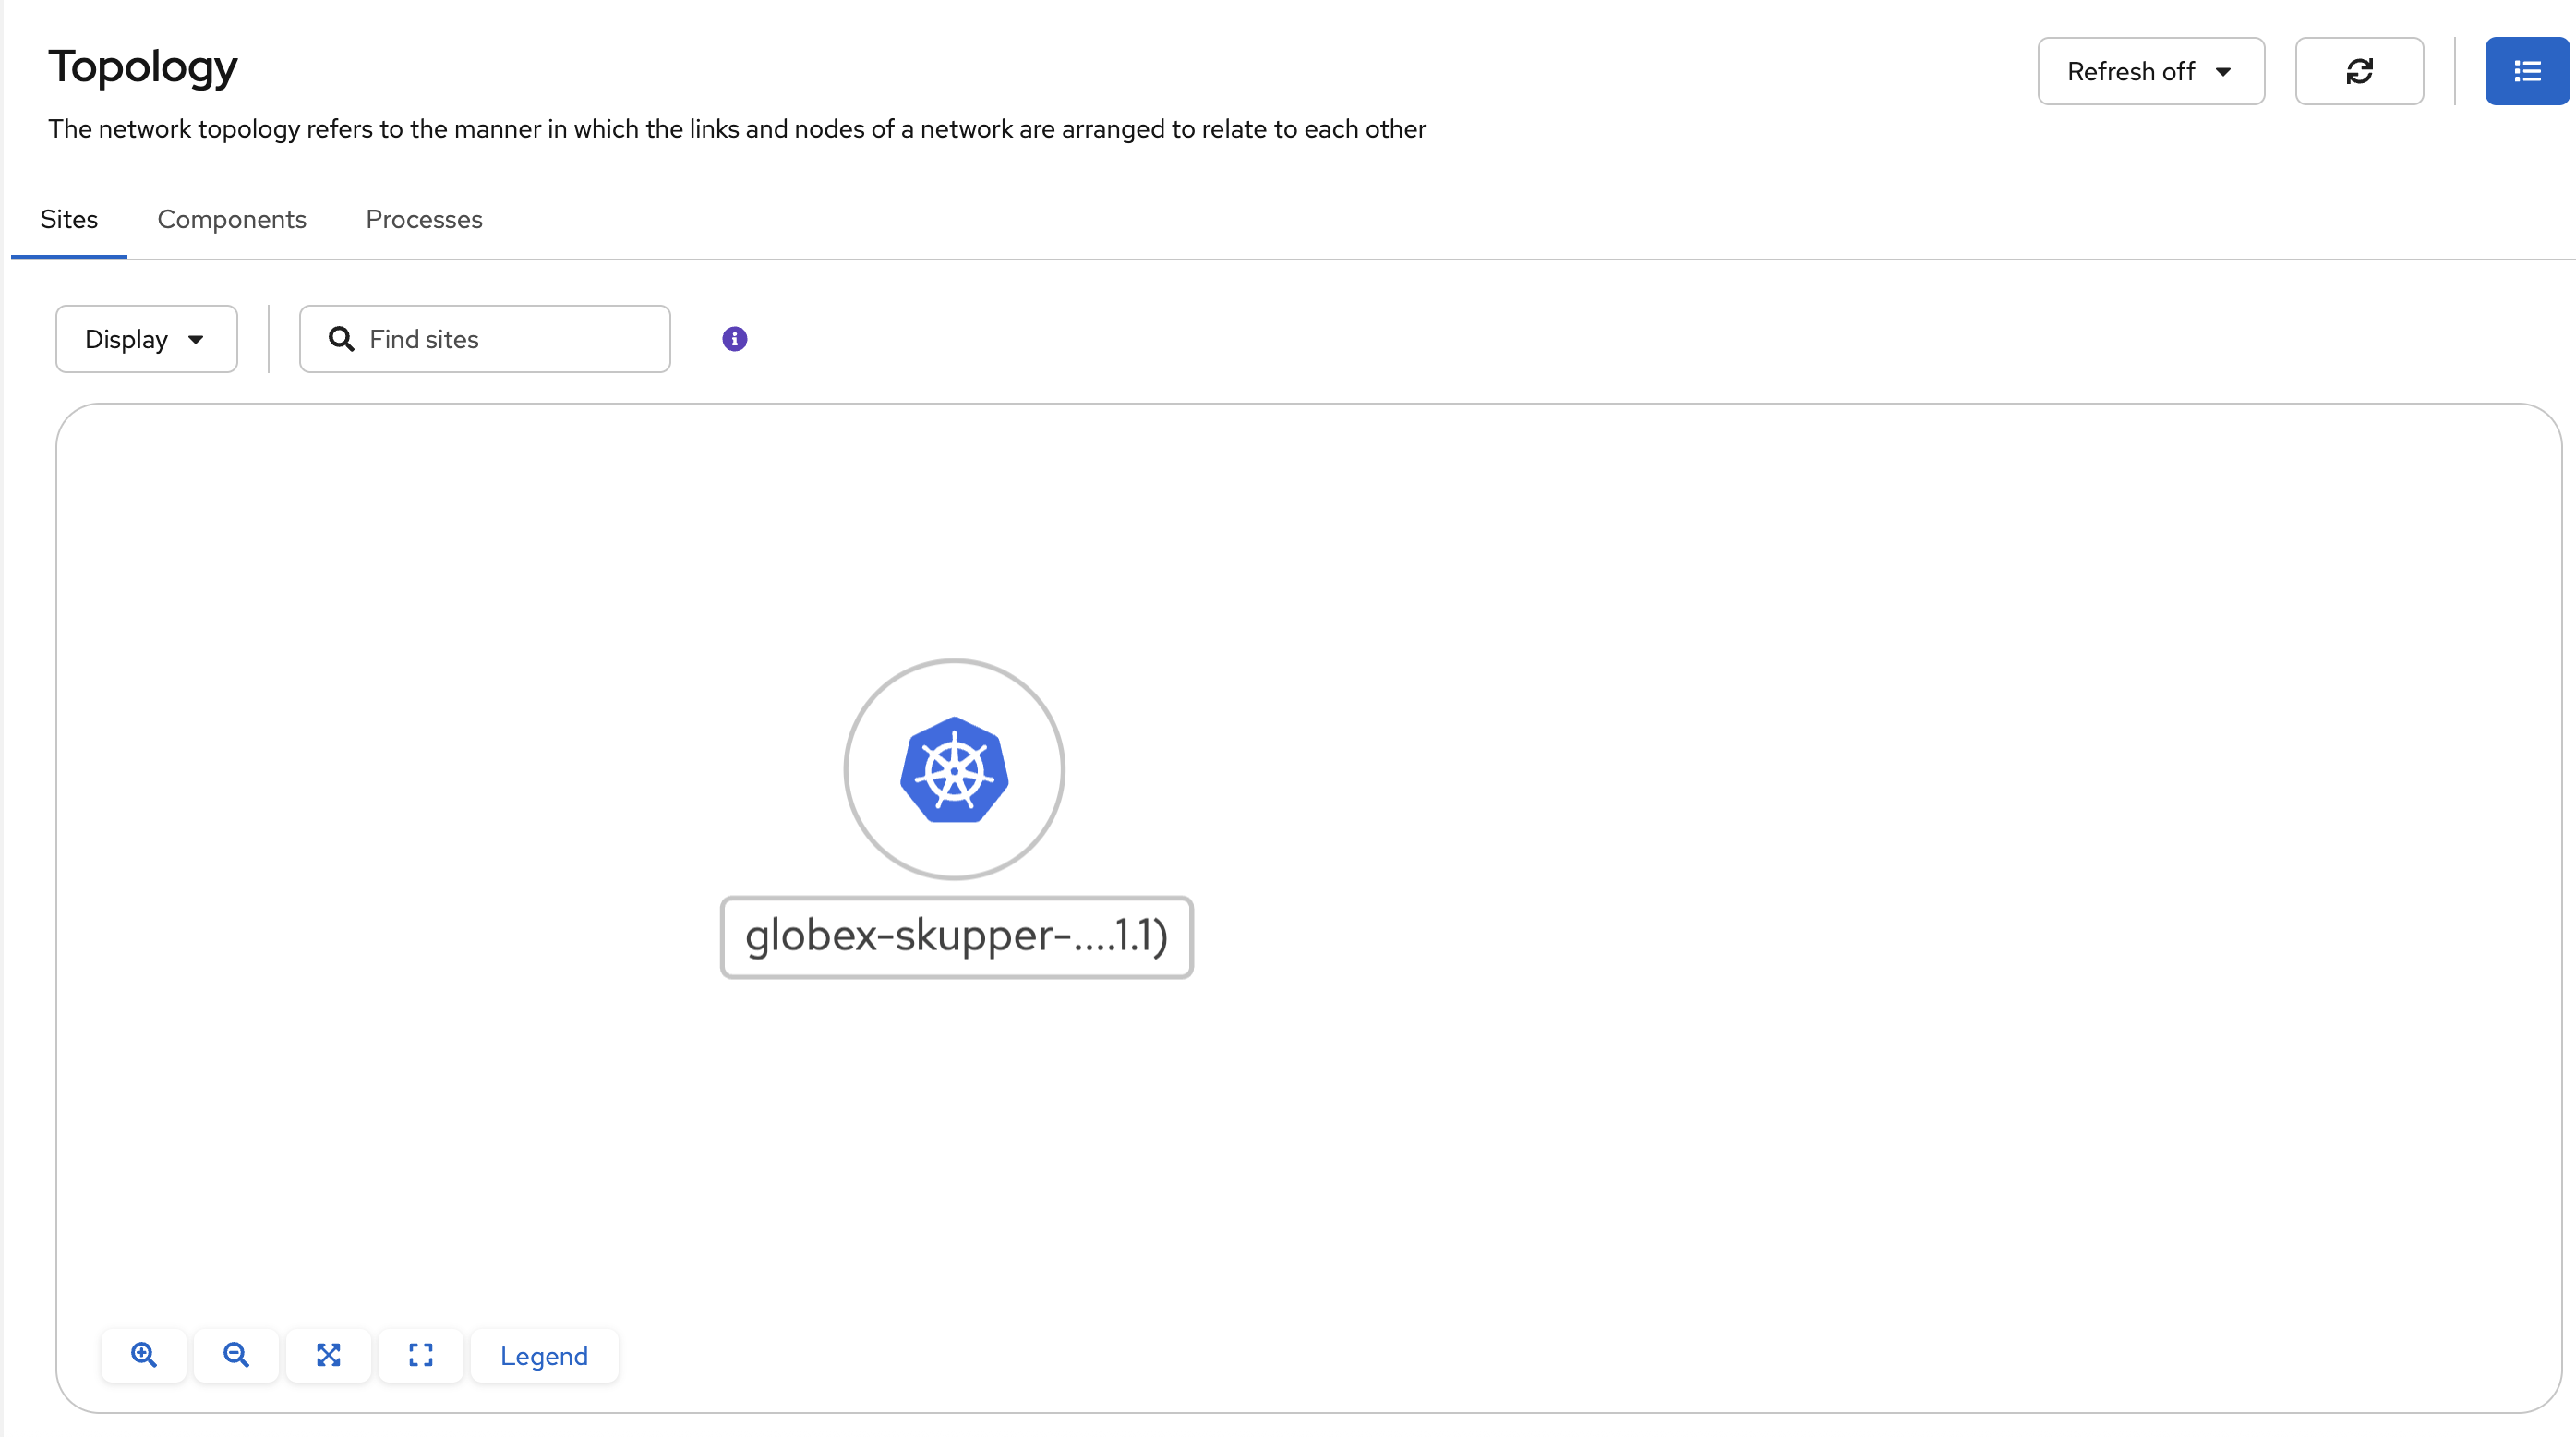 Topology
Refresh off
The network topology refers to the manner in which the links and nodes of a network are arranged to relate to each other
Sites
Components
Processes
Display
Find sites
globex-skupper-....1.1)
Legend